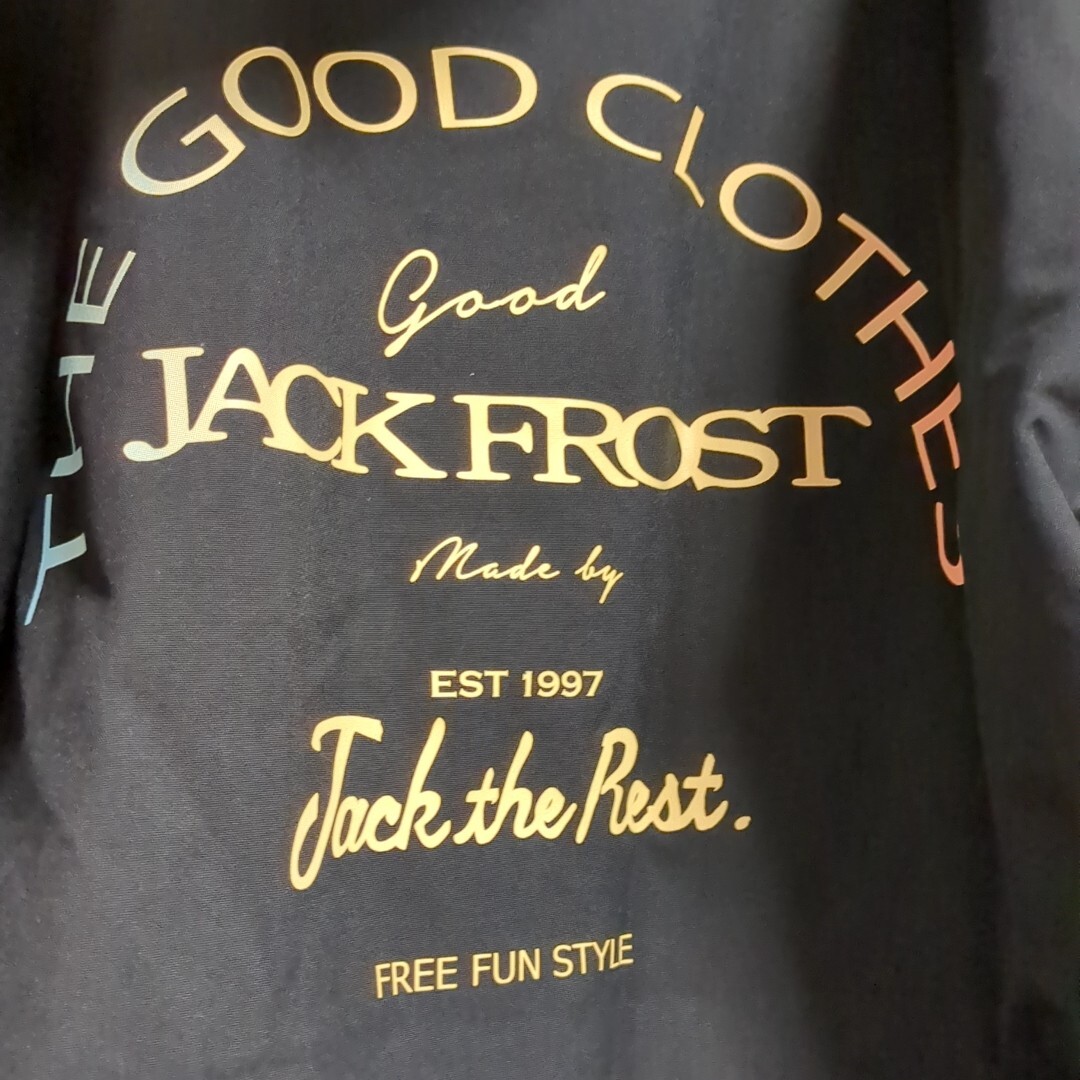 THE GOOD CLOTHES
Good
JACK FROST
Made by
EST 1997
Jack the Rest.
FREE FUN STYLE